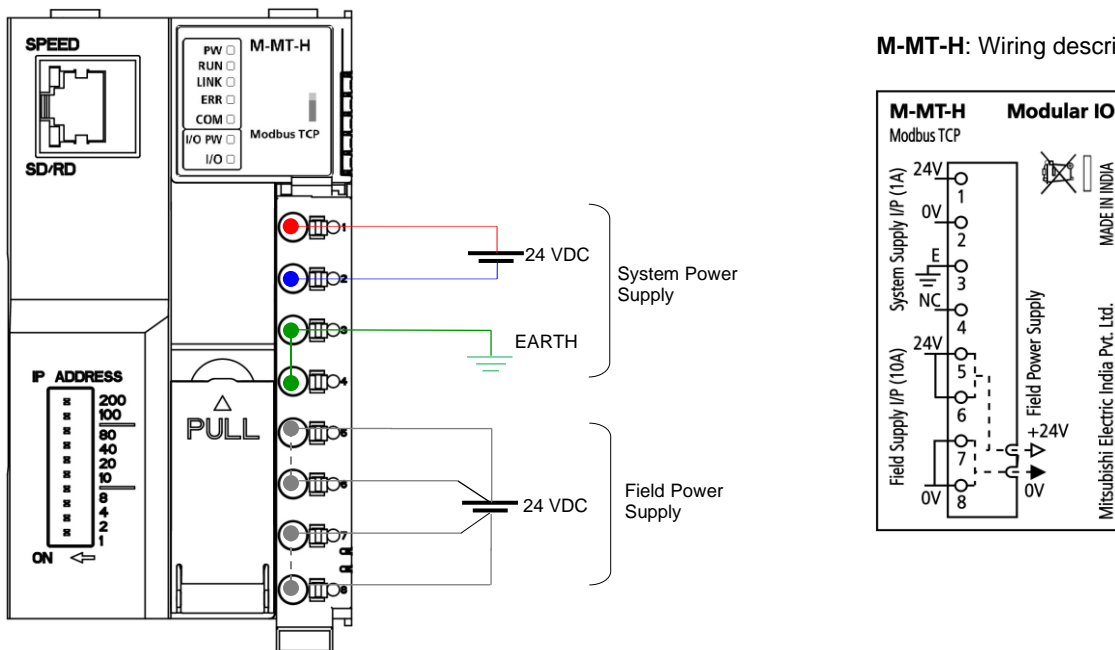 SPEED
SD/RD
PW
RUN
LINK
ERR
COM
I/O PW
I/O
M-MT-H
Modbus TCP
1
2
3
4
5
6
7
8
24 VDC
EARTH
System Power
Supply
24 VDC
Field Power
Supply
IP ADDRESS
200
100
80
40
20
10
8
4
2
1
ON
PULL
M-MT-H: Wiring descri
M-MT-H Modular IO
Modbus TCP
System Supply I/P (1A)
Field Supply I/P (10A)
24V
1
0V
2
E
3
NC
4
24V
5
6
7
0V
8
Field Power Supply
+24V
0V
MADE IN INDIA
Mitsubishi Electric India Pvt. Ltd.